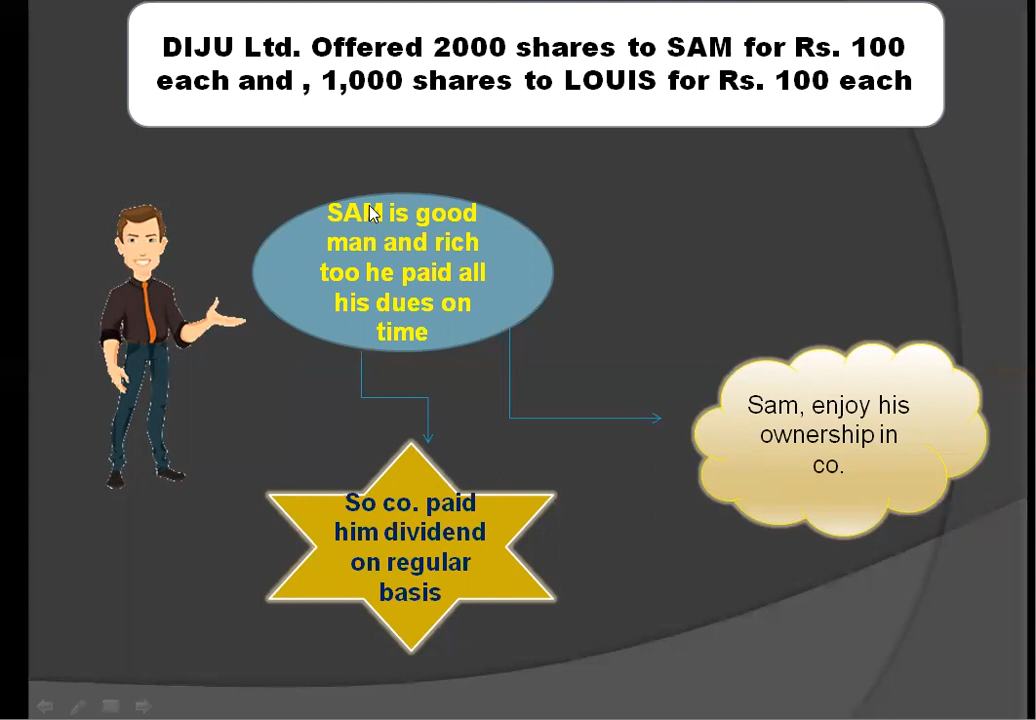 DIJU Ltd. Offered 2000 shares to SAM for Rs. 100
each and , 1,000 shares to LOUIS for Rs. 100 each
SAM is good
man and rich
too he paid all
his dues on
time
Sam, enjoy his
ownership in
co.
So co. paid
him dividend
on regular
basis